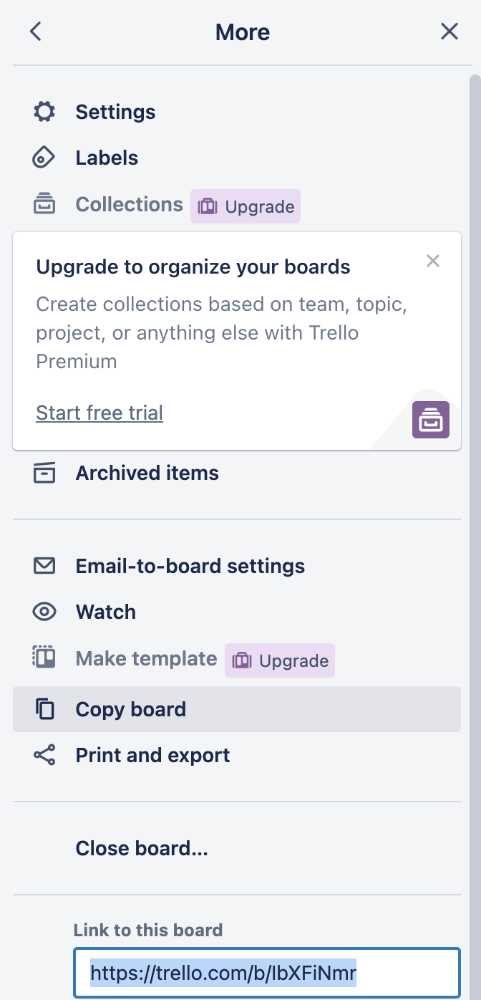 More
Settings
Labels
Collections Upgrade
Upgrade to organize your boards
Create collections based on team, topic,
project, or anything else with Trello
Premium
Start free trial
Archived items
Email-to-board settings
Watch
Make template Upgrade
Copy board
Print and export
Close board...
Link to this board
https://trello.com/b/lbXFiNmr